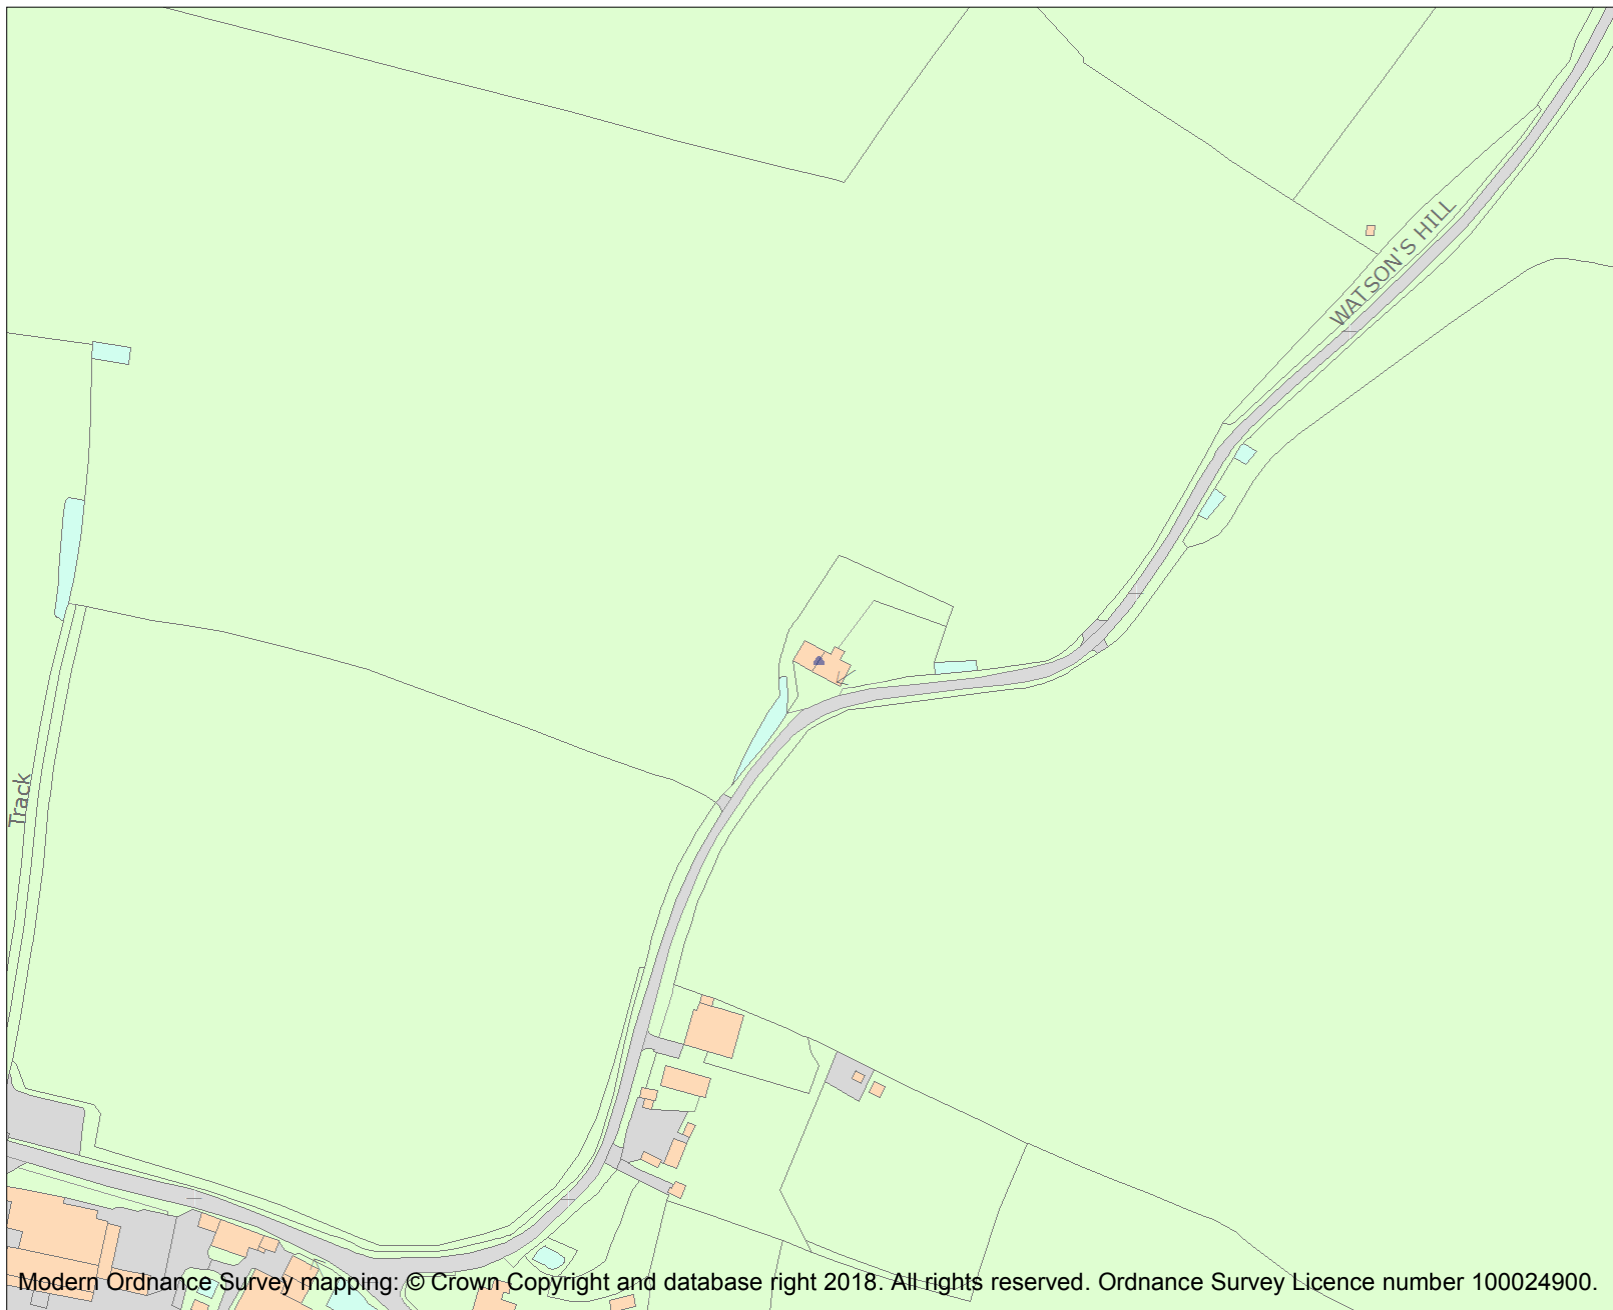 WATSON'S HILL
Track
Modern Ordnance Survey mapping: © Crown Copyright and database right 2018. All rights reserved. Ordnance Survey Licence number 100024900.